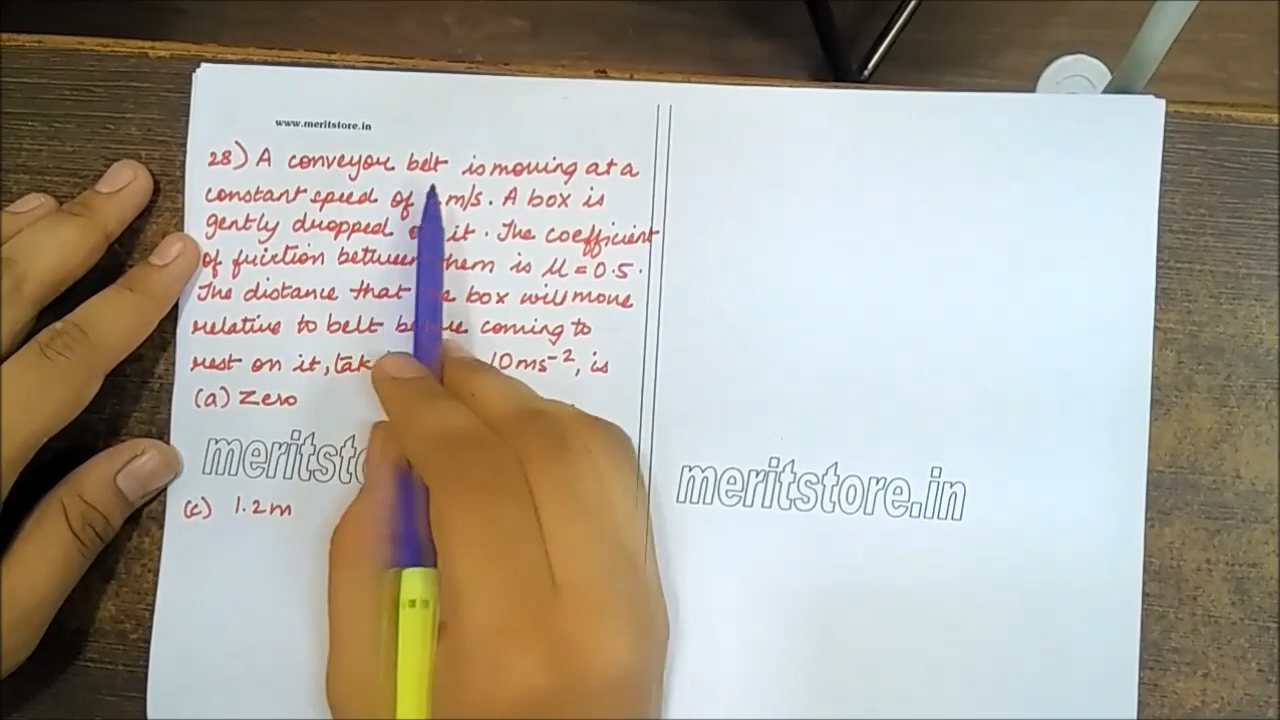 www.meritstore.in
28) A conveyor belt is moving at a
constant speed of m/s. A box is
gently dropped it. The coefficient
of friction between them is μ = 0.5.
The distance that box will move
relative to belt coming to
rest on it, 10ms⁻², is
(a) Zero
meritsto
(c) 1.2m
meritstore.in